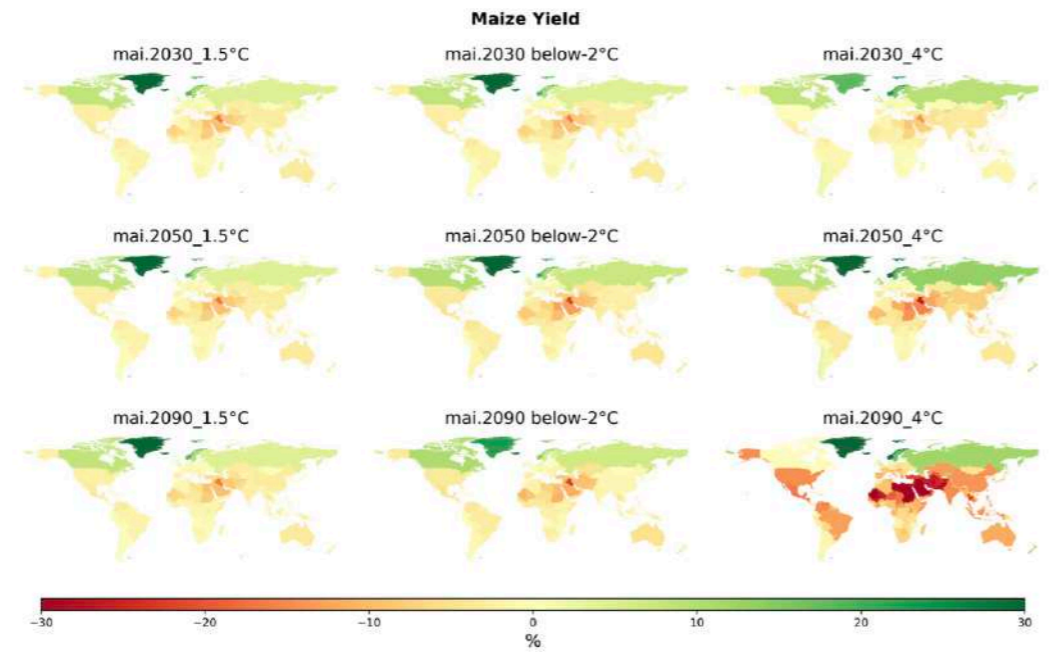 Maize Yield
mai.2030_1.5°C
mai.2030 below-2°C
mai.2030_4°C
mai.2050_1.5°C
mai.2050 below-2°C
mai.2050_4°C
mai.2090_1.5°C
mai.2090 below-2°C
mai.2090_4°C
−30 −20 −10 0 10 20 30
%